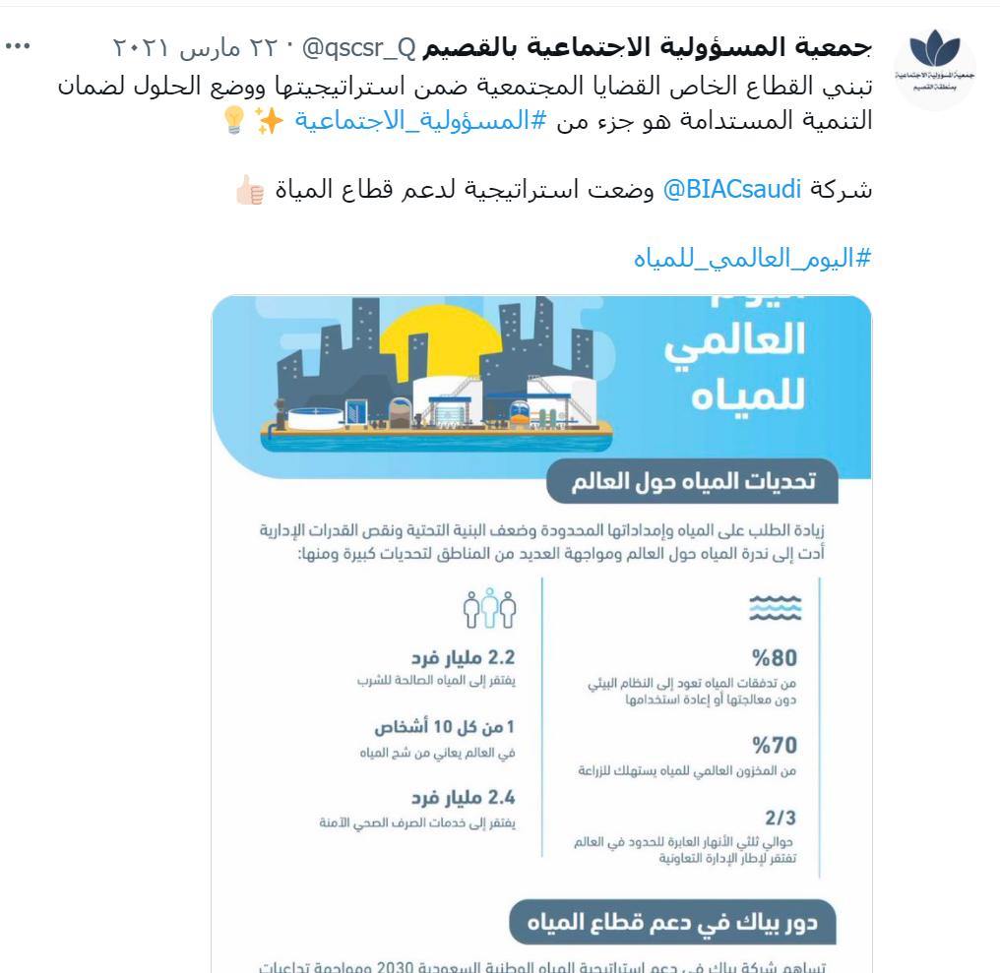 جمعية المسؤولية الاجتماعية بالقصيم @qscsr_Q · ٢٢ مارس ٢٠٢١
جمعية المسؤولية الاجتماعية
بمنطقة القصيم
تبني القطاع الخاص القضايا المجتمعية ضمن استراتيجيتها ووضع الحلول لضمان
التنمية المستدامة هو جزء من #المسؤولية_الاجتماعية ✨💡
شركة @BIACsaudi وضعت استراتيجية لدعم قطاع المياة 👍🏻
#اليوم_العالمي_للمياه
اليوم
العالمي
للمياه
تحديات المياه حول العالم
زيادة الطلب على المياه وإمداداتها المحدودة وضعف البنية التحتية ونقص القدرات الإدارية
أدت إلى ندرة المياه حول العالم ومواجهة العديد من المناطق لتحديات كبيرة ومنها:
%80
من تدفقات المياه تعود إلى النظام البيئي
دون معالجتها أو إعادة استخدامها
%70
من المخزون العالمي للمياه يستهلك للزراعة
2/3
حوالي ثلثي الأنهار العابرة للحدود في العالم
تفتقر لإطار الإدارة التعاونية
2.2 مليار فرد
يفتقر إلى المياه الصالحة للشرب
1 من كل 10 أشخاص
في العالم يعاني من شح المياه
2.4 مليار فرد
يفتقر إلى خدمات الصرف الصحي الآمنة
دور بياك في دعم قطاع المياه
تساهم شركة بياك في دعم استراتيجية المياه الوطنية السعودية 2030 ومواجهة تداعيات